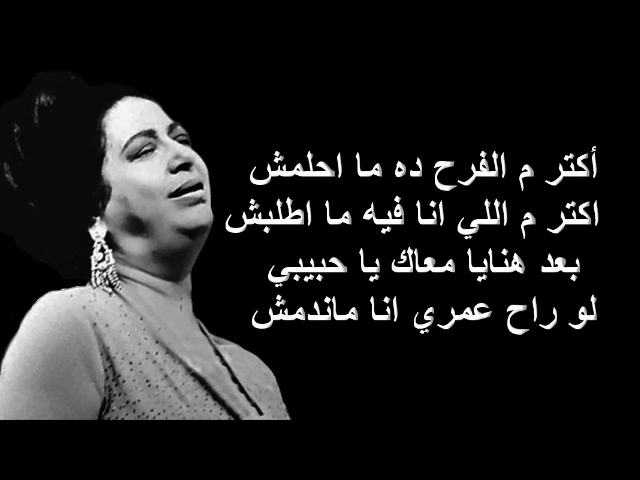 أكتر م الفرح ده ما احلمش
اكتر م اللي انا فيه ما اطلبش
بعد هنايا معاك يا حبيبي
لو راح عمري انا ماندمش